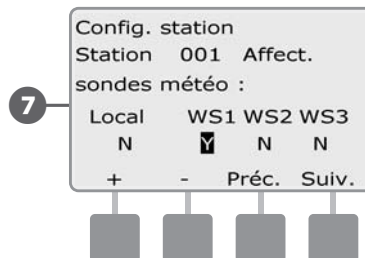 Config. station
Station 001 Affect.
sondes météo :
7
Local WS1 WS2 WS3
N Y N N
+ - Préc. Suiv.